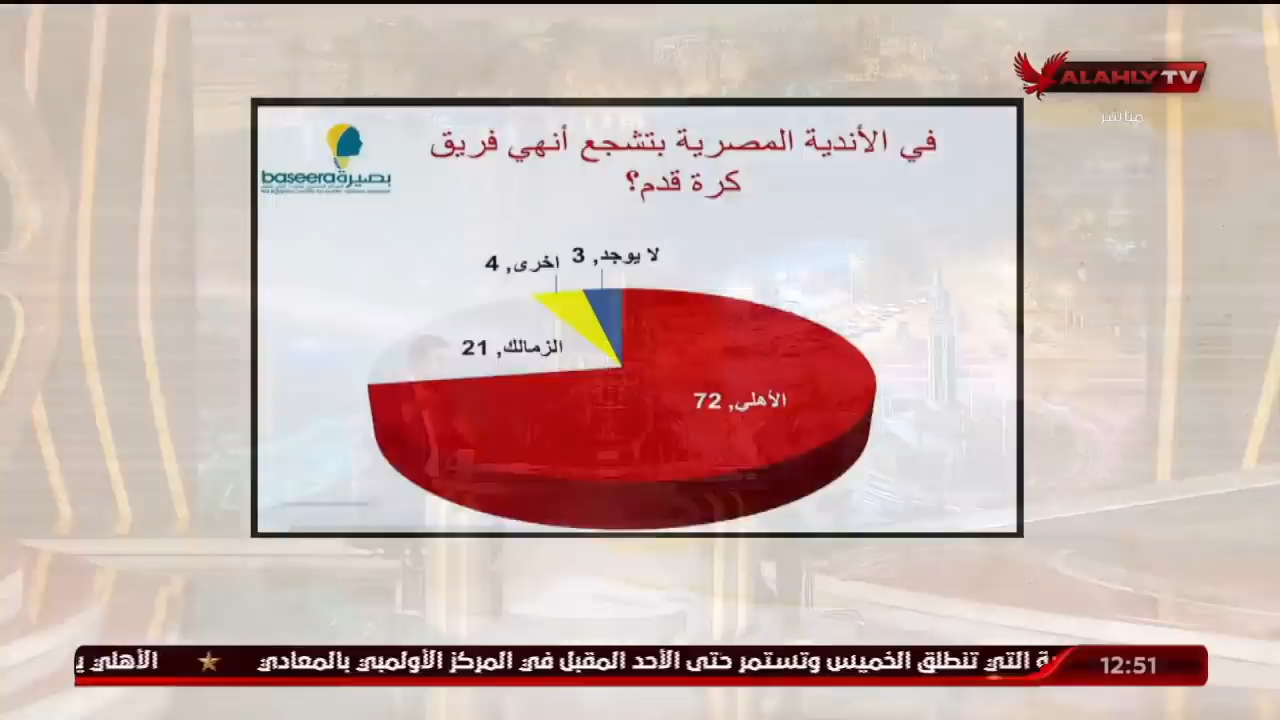 ALAHLY TV
مباشر
baseera بصيرة
في الأندية المصرية بتشجع أنهي فريق
كرة قدم؟
لا يوجد, 3
اخرى, 4
الزمالك, 21
الأهلي, 72
التي تنطلق الخميس وتستمر حتى الأحد المقبل في المركز الأولمبي بالمعادي
الأهلي
12:51